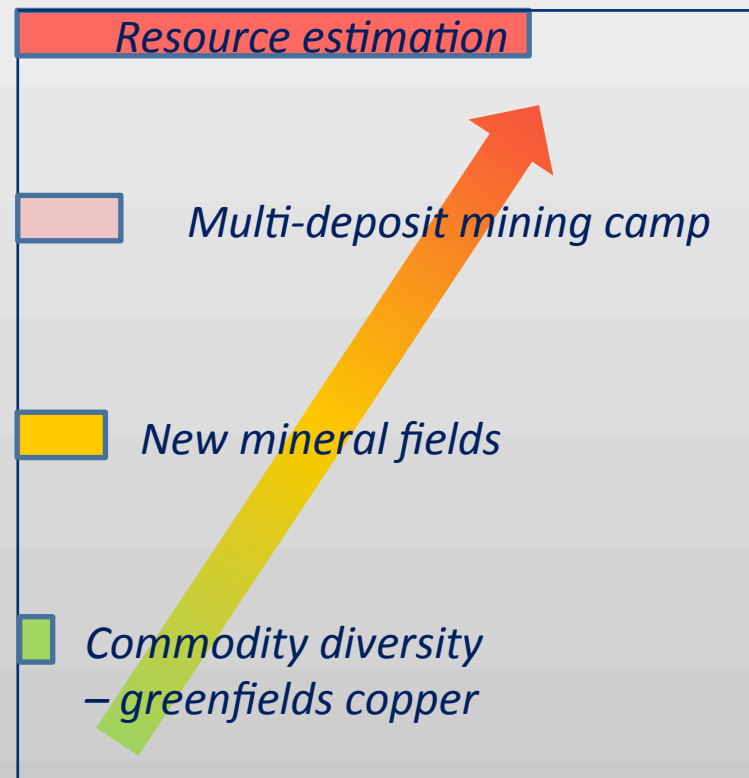 Resource estimation
Multi-deposit mining camp
New mineral fields
Commodity diversity
– greenfields copper